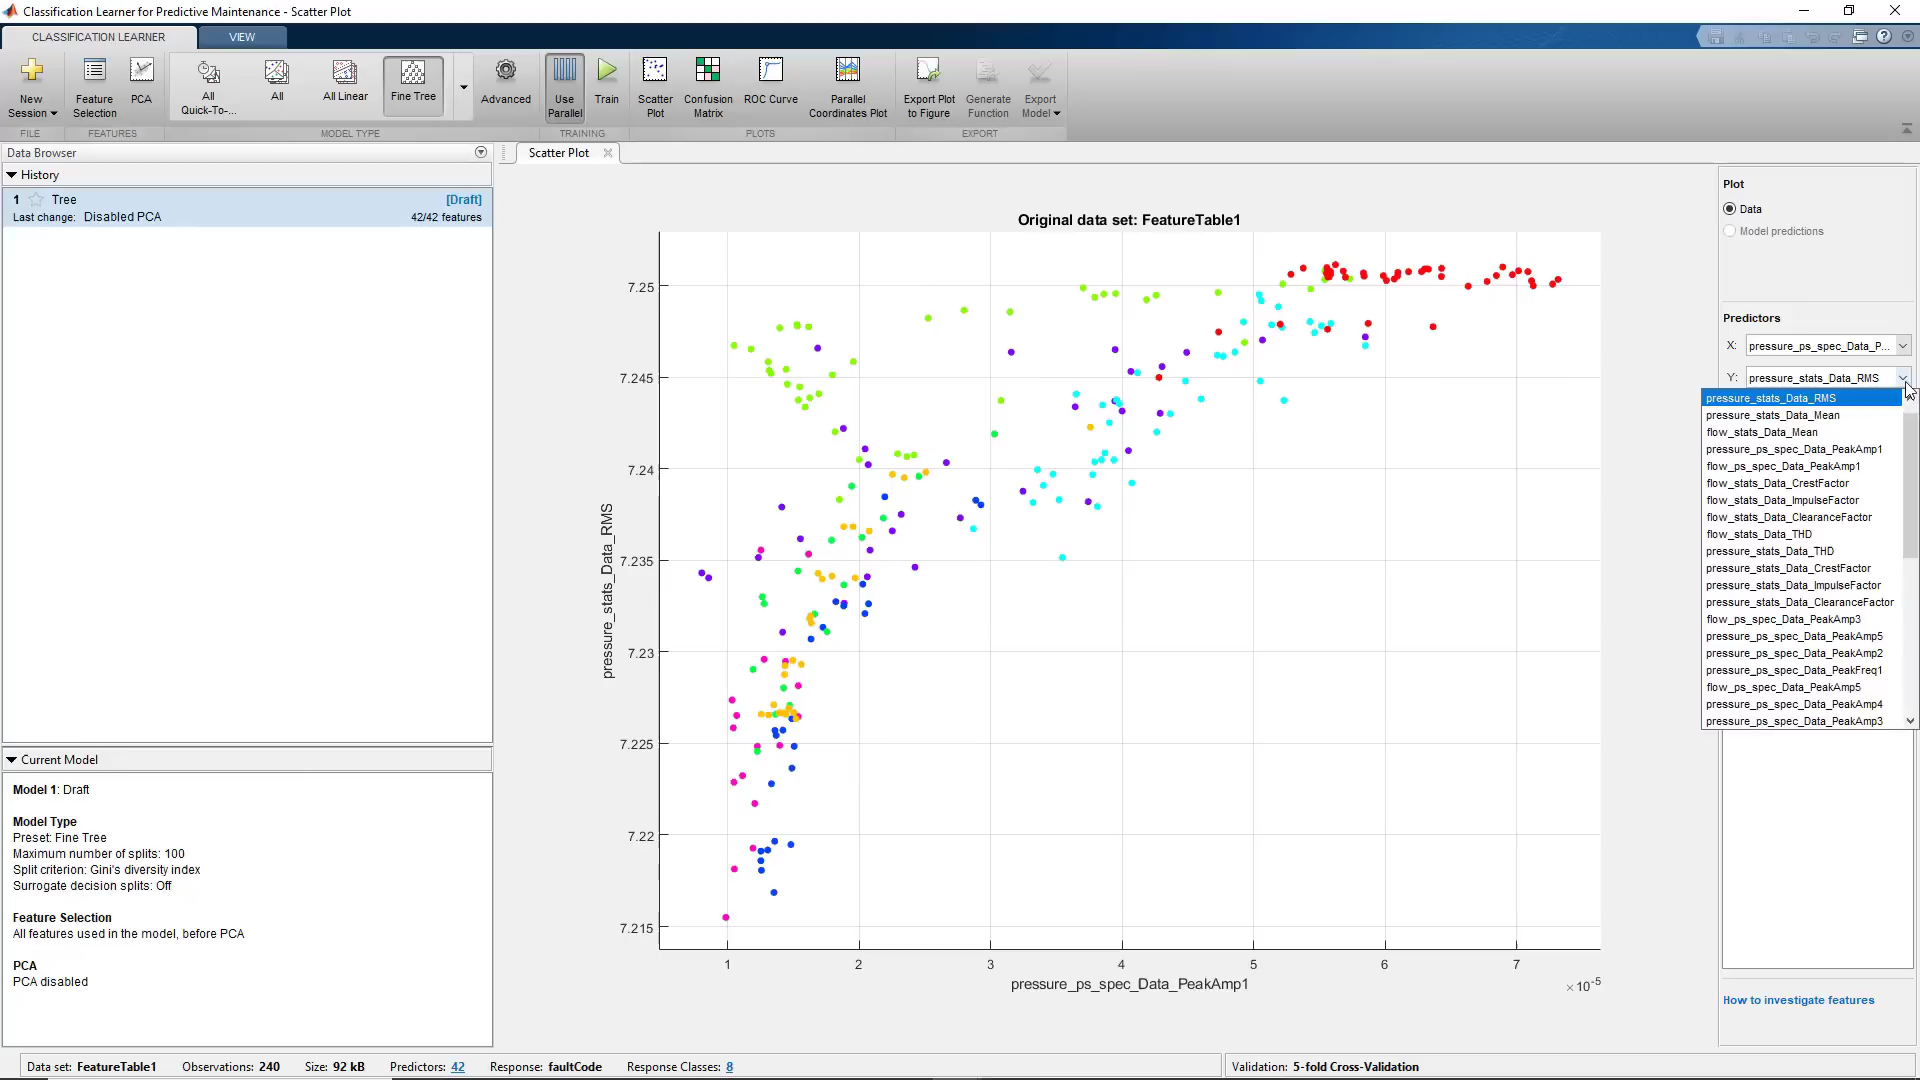 Classification Learner for Predictive Maintenance - Scatter Plot
CLASSIFICATION LEARNER
VIEW
New Session
Feature Selection
PCA
All Quick-To-...
All
All Linear
Fine Tree
Advanced
Use Parallel
Train
Scatter Plot
Confusion Matrix
ROC Curve
Parallel Coordinates Plot
Export Plot to Figure
Generate Function
Export Model
FILE
FEATURES
MODEL TYPE
TRAINING
PLOTS
EXPORT
Data Browser
History
1 Tree [Draft]
Last change: Disabled PCA 42/42 features
Current Model
Model 1: Draft
Model Type
Preset: Fine Tree
Maximum number of splits: 100
Split criterion: Gini's diversity index
Surrogate decision splits: Off
Feature Selection
All features used in the model, before PCA
PCA
PCA disabled
Scatter Plot
Original data set: FeatureTable1
pressure_stats_Data_RMS
7.25
7.245
7.24
7.235
7.23
7.225
7.22
7.215
1 2 3 4 5 6 7
pressure_ps_spec_Data_PeakAmp1
×10-5
Plot
Data
Model predictions
Predictors
X: pressure_ps_spec_Data_P...
Y: pressure_stats_Data_RMS
pressure_stats_Data_RMS
pressure_stats_Data_Mean
flow_stats_Data_Mean
pressure_ps_spec_Data_PeakAmp1
flow_ps_spec_Data_PeakAmp1
flow_stats_Data_CrestFactor
flow_stats_Data_ImpulseFactor
flow_stats_Data_ClearanceFactor
flow_stats_Data_THD
pressure_stats_Data_THD
pressure_stats_Data_CrestFactor
pressure_stats_Data_ImpulseFactor
pressure_stats_Data_ClearanceFactor
flow_ps_spec_Data_PeakAmp3
pressure_ps_spec_Data_PeakAmp5
pressure_ps_spec_Data_PeakAmp2
pressure_ps_spec_Data_PeakFreq1
flow_ps_spec_Data_PeakAmp5
pressure_ps_spec_Data_PeakAmp4
pressure_ps_spec_Data_PeakAmp3
How to investigate features
Data set: FeatureTable1 Observations: 240 Size: 92 kB Predictors: 42 Response: faultCode Response Classes: 8
Validation: 5-fold Cross-Validation